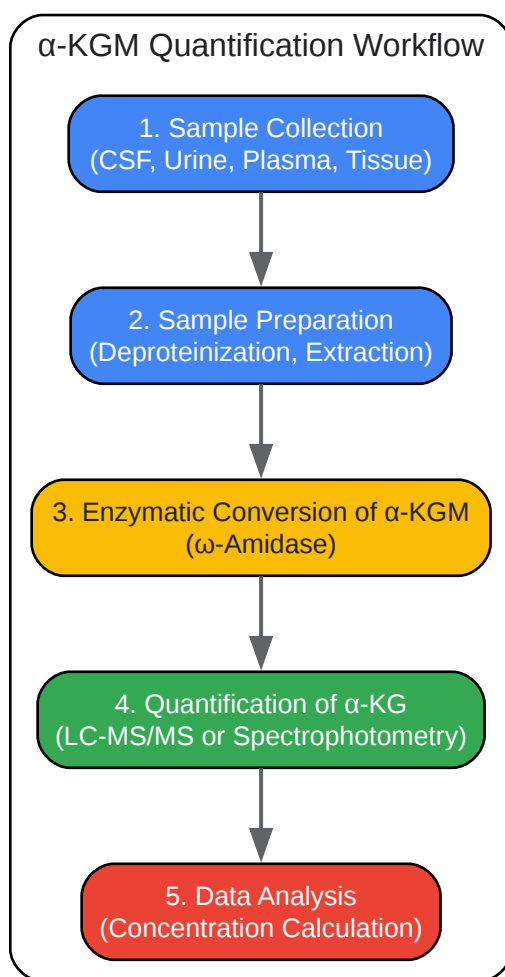 α-KGM Quantification Workflow
1. Sample Collection
(CSF, Urine, Plasma, Tissue)
2. Sample Preparation
(Deproteinization, Extraction)
3. Enzymatic Conversion of α-KGM
(ω-Amidase)
4. Quantification of α-KG
(LC-MS/MS or Spectrophotometry)
5. Data Analysis
(Concentration Calculation)